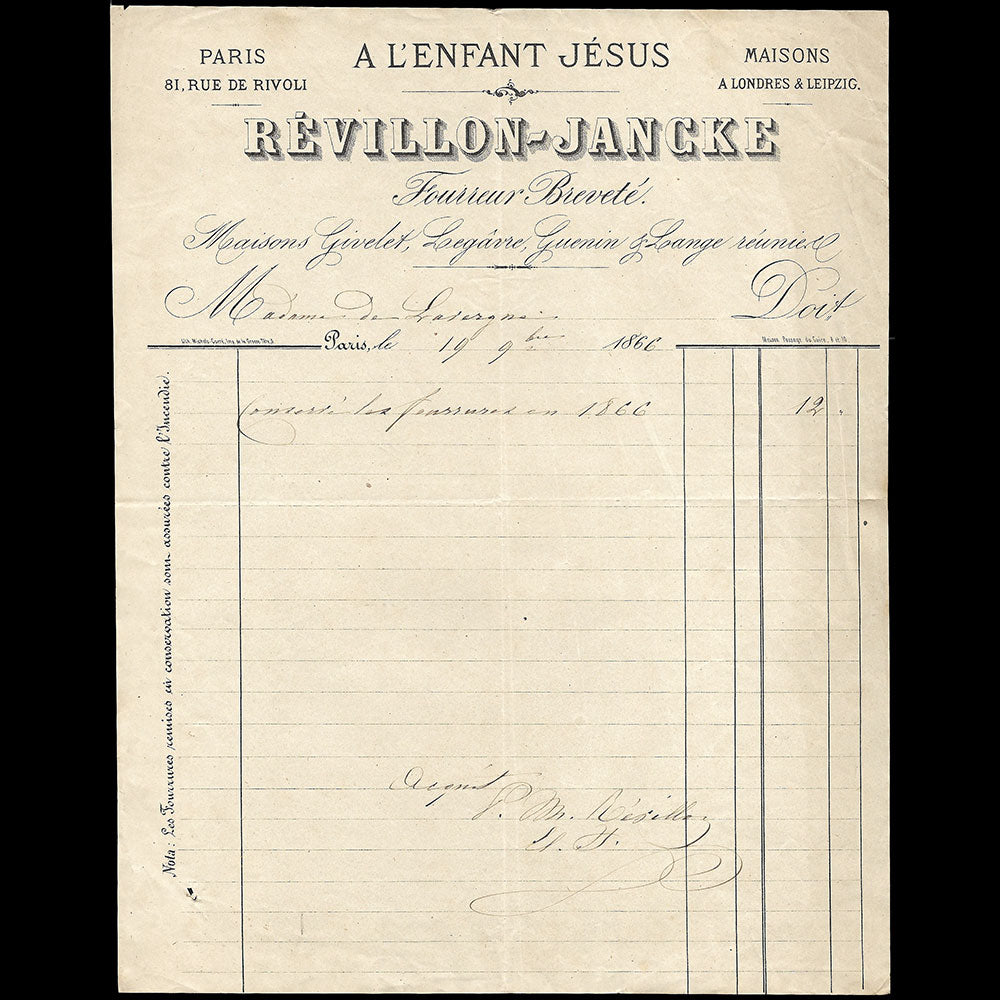 PARIS
81, RUE DE RIVOLI
A L'ENFANT JÉSUS
MAISONS
A LONDRES & LEIPZIG.
RÉVILLON-JANCKE
Fourreur Breveté.
Maisons Givelet, Legâvre, Guenin & Lange réunies
Madame de Doit,
Paris, le 19 9bre 1866
Conservé les fourrures en 1866 12 "
Nota: Les Fourrures remises en conservation sont assurées contre l'Incendie.
Acquit
P. Mr. Révillon